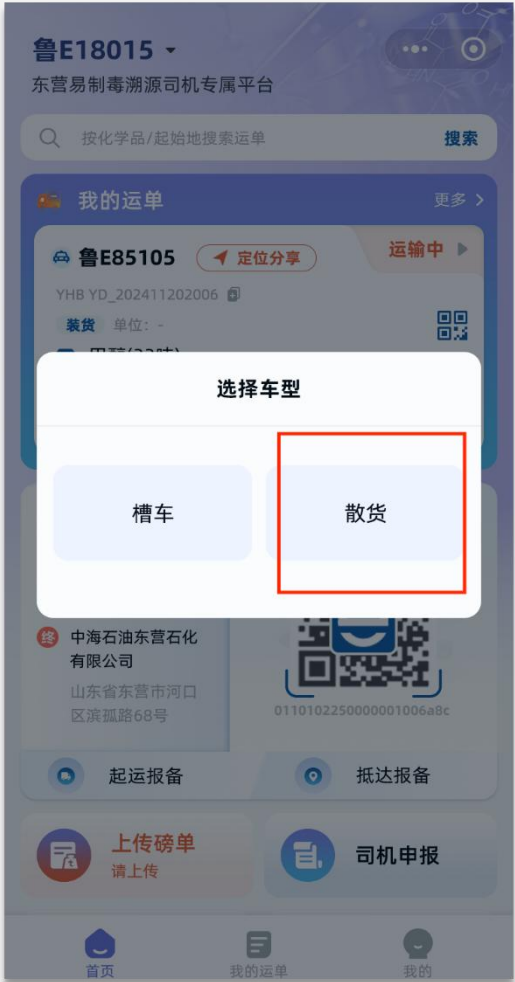 鲁E18015
东营易制毒溯源司机专属平台
按化学品/起始地搜索运单 搜索
我的运单 更多
鲁E85105 定位分享 运输中
YHB YD_202411202006
装货 单位: -
选择车型
槽车 散货
终 中海石油东营石化
有限公司
山东省东营市河口
区滨孤路68号
0110102250000001006a8c
起运报备 抵达报备
上传磅单
请上传
司机申报
首页 我的运单 我的